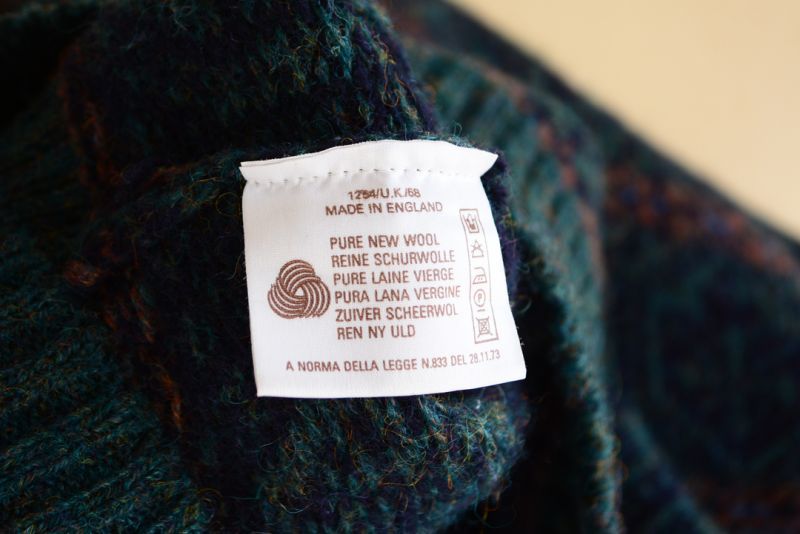 1254/U.K/68
MADE IN ENGLAND
PURE NEW WOOL
REINE SCHURWOLLE
PURE LAINE VIERGE
PURA LANA VERGINE
ZUIVER SCHEERWOL
REN NY ULD
A NORMA DELLA LEGGE N.833 DEL 28.11.73